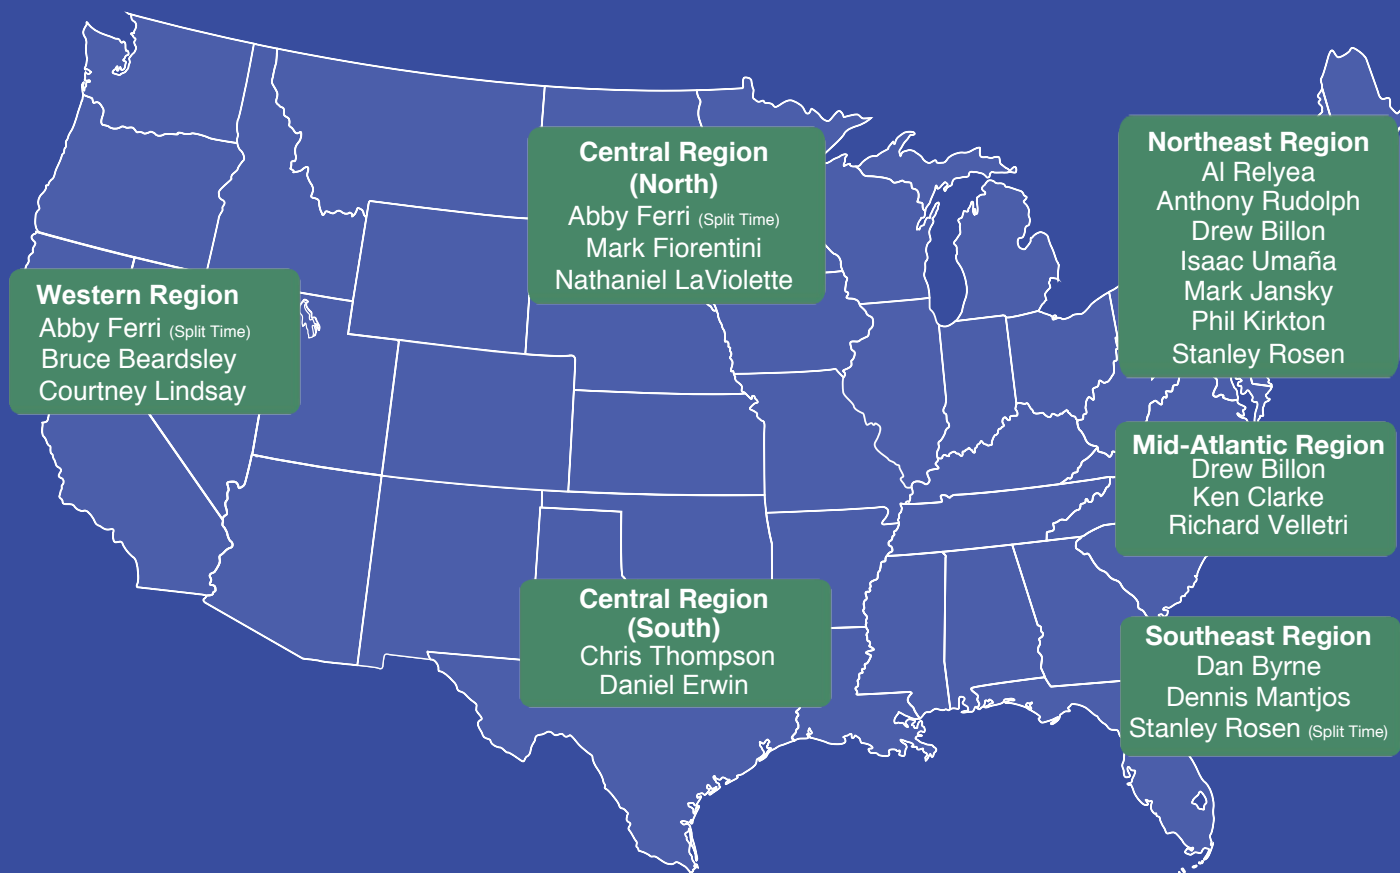 Central Region
(North)
Abby Ferri (Split Time)
Mark Fiorentini
Nathaniel LaViolette
Northeast Region
Al Relyea
Anthony Rudolph
Drew Billon
Isaac Umaña
Mark Jansky
Phil Kirkton
Stanley Rosen
Western Region
Abby Ferri (Split Time)
Bruce Beardsley
Courtney Lindsay
Mid-Atlantic Region
Drew Billon
Ken Clarke
Richard Velletri
Central Region
(South)
Chris Thompson
Daniel Erwin
Southeast Region
Dan Byrne
Dennis Mantjos
Stanley Rosen (Split Time)